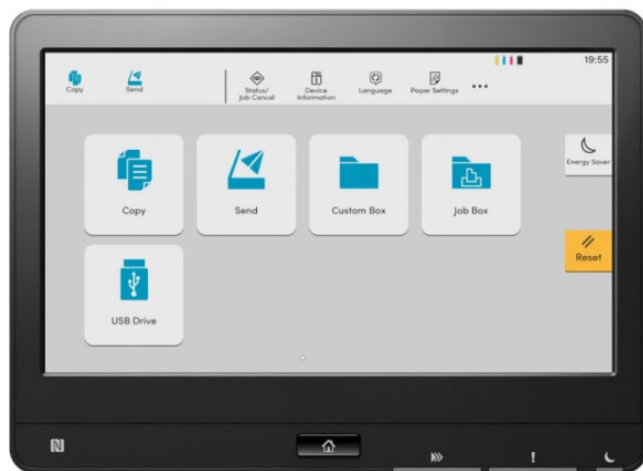 19:55
Copy
Send
Status/
Job Cancel
Device
Information
Language
Paper Settings
Copy
Send
Custom Box
Job Box
Energy Saver
USB Drive
Reset